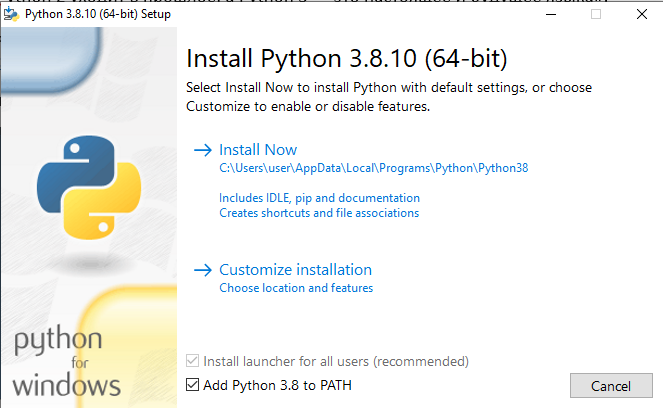 Python 3.8.10 (64-bit) Setup
Install Python 3.8.10 (64-bit)
Select Install Now to install Python with default settings, or choose
Customize to enable or disable features.
Install Now
C:\Users\user\AppData\Local\Programs\Python\Python38
Includes IDLE, pip and documentation
Creates shortcuts and file associations
Customize installation
Choose location and features
Install launcher for all users (recommended)
Add Python 3.8 to PATH
Cancel
python
for
windows